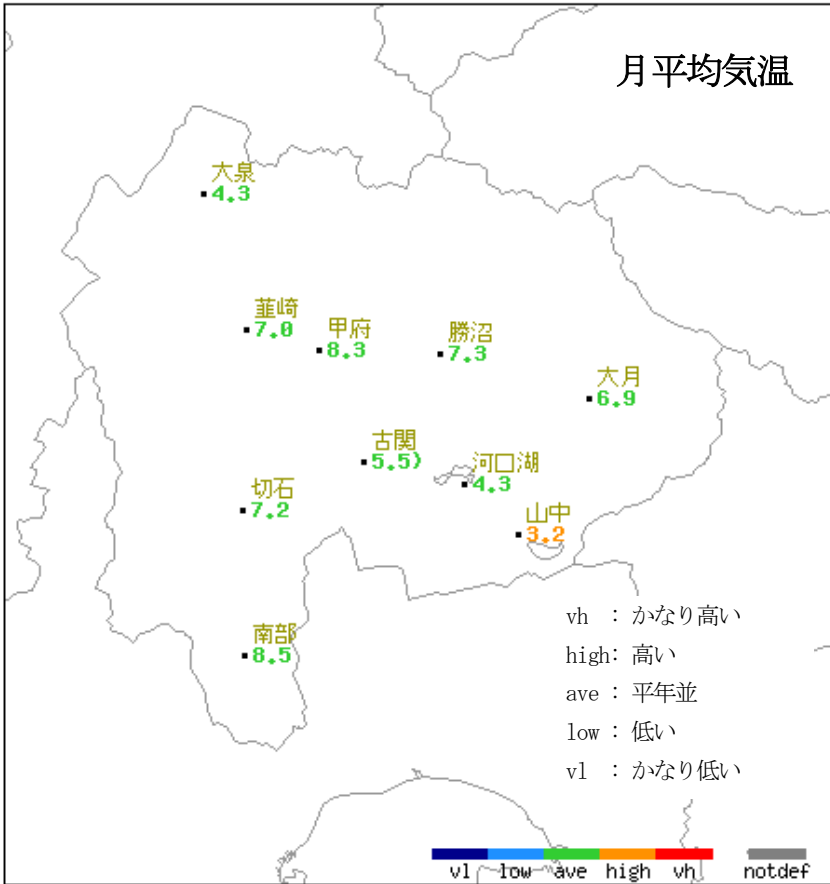 月平均気温
大泉
4.3
韮崎
7.0
甲府
8.3
勝沼
7.3
大月
6.9
古関
5.5)
河口湖
4.3
切石
7.2
山中
3.2
南部
8.5
vh : かなり高い
high: 高い
ave : 平年並
low : 低い
vl : かなり低い
vl low ave high vh notdef